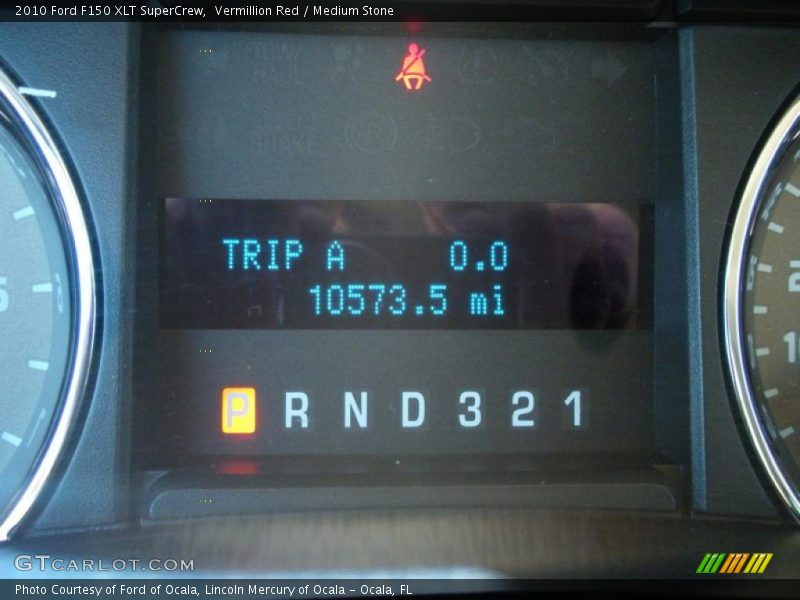 2010 Ford F150 XLT SuperCrew, Vermillion Red / Medium Stone
TRIP A 0.0
10573.5 mi
P R N D 3 2 1
GTCARLOT.COM
Photo Courtesy of Ford of Ocala, Lincoln Mercury of Ocala - Ocala, FL